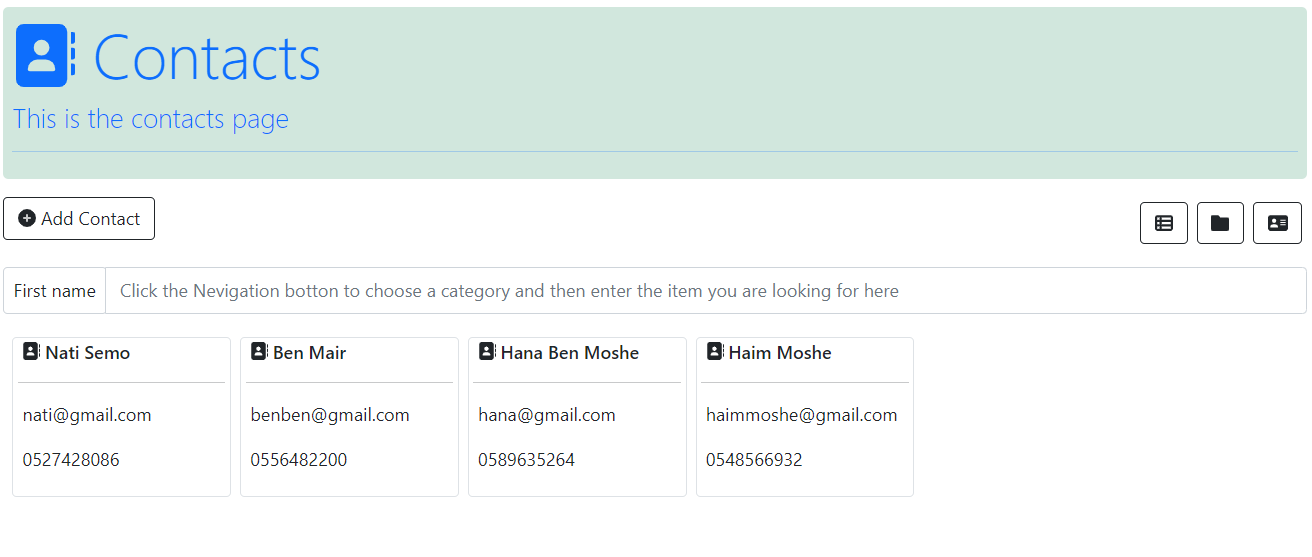 Contacts
This is the contacts page
Add Contact
First name Click the Nevigation botton to choose a category and then enter the item you are looking for here
Nati Semo
nati@gmail.com
0527428086
Ben Mair
benben@gmail.com
0556482200
Hana Ben Moshe
hana@gmail.com
0589635264
Haim Moshe
haimmoshe@gmail.com
0548566932